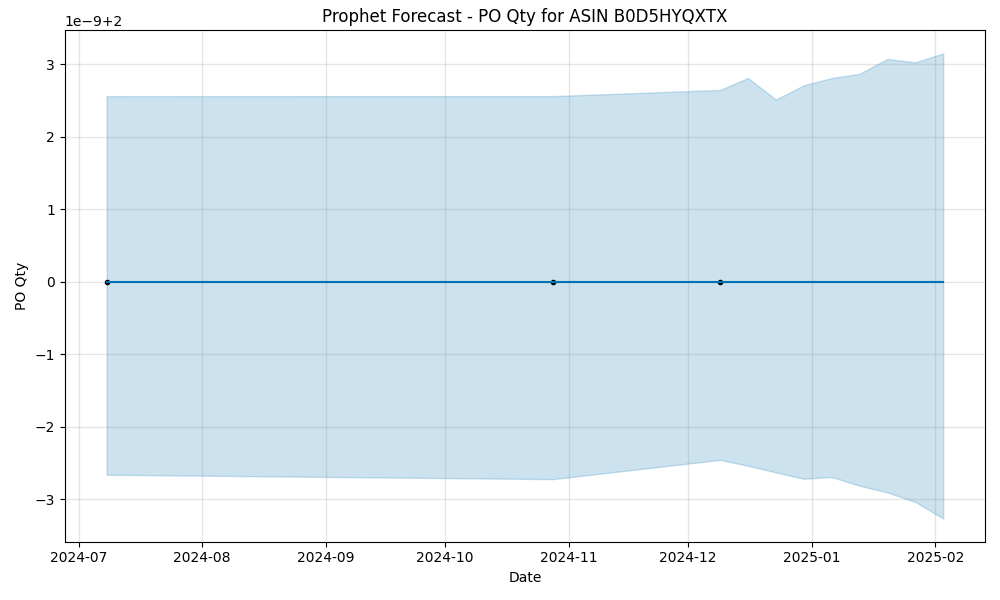 Prophet Forecast - PO Qty for ASIN B0D5HYQXTX
1e−9+2
3
2
1
0
−1
−2
−3
PO Qty
2024-07 2024-08 2024-09 2024-10 2024-11 2024-12 2025-01 2025-02
Date